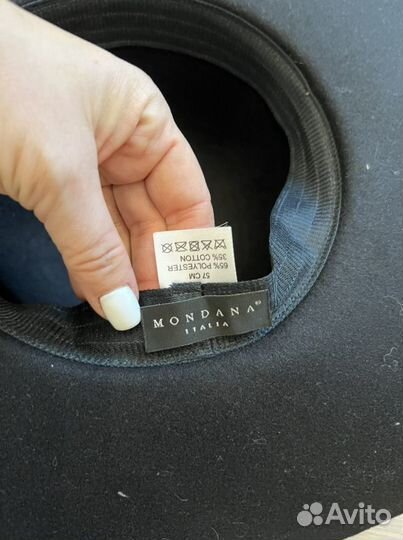 57 CM
65% POLYESTER
35% COTTON
MONDANA
ITALIA
Avito